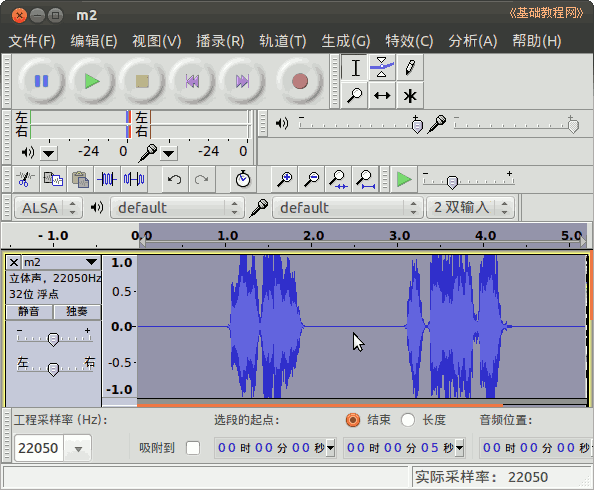 m2
《基础教程网》
文件(F) 编辑(E) 视图(V) 播录(R) 轨道(T) 生成(G) 特效(C) 分析(A) 帮助(H)
左 左
右 右
-24 0 -24 0
ALSA default default 2 双输入
- 1.0 0.0 1.0 2.0 3.0 4.0 5.0
m2
立体声，22050Hz
32位 浮点
静音 独奏
- +
左 右
1.0
0.5
0.0
-0.5
-1.0
工程采样率 (Hz): 选段的起点: 结束 长度 音频位置:
22050 吸附到 00 时 00 分 00 秒 00 时 00 分 05 秒 00 时 00 分 00 秒
实际采样率: 22050